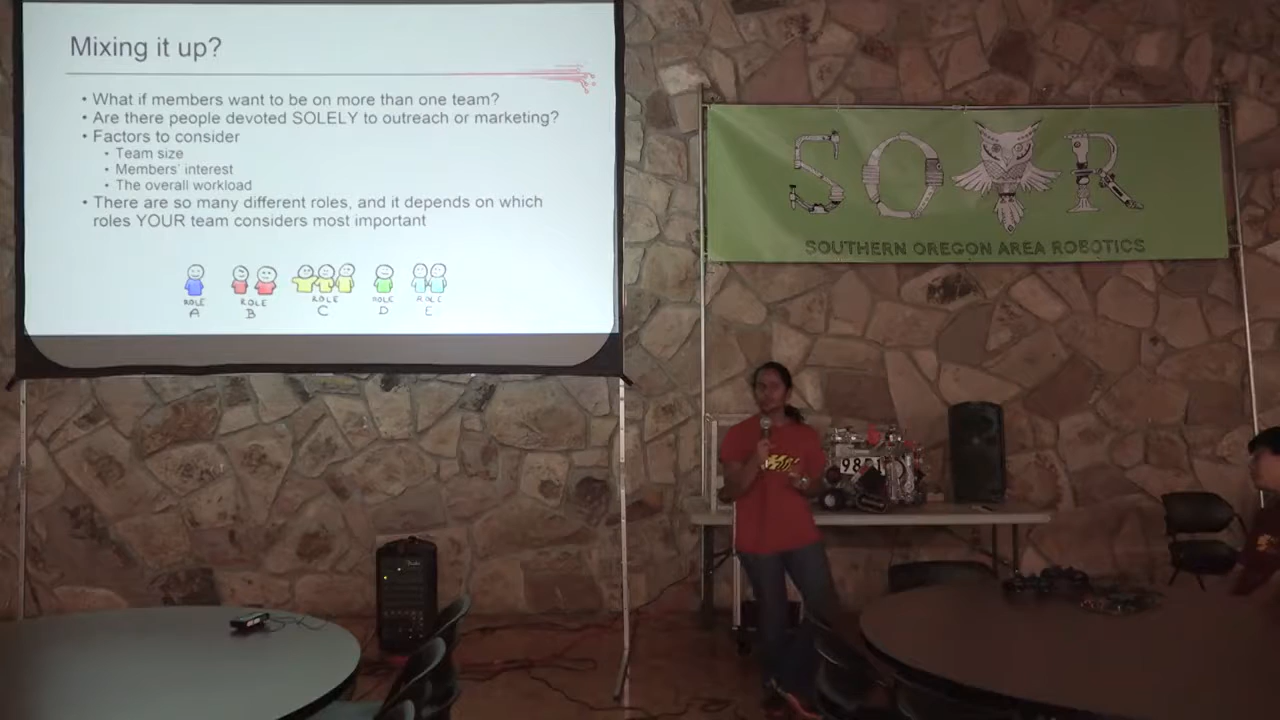 Mixing it up?
• What if members want to be on more than one team?
• Are there people devoted SOLELY to outreach or marketing?
• Factors to consider
• Team size
• Members' interest
• The overall workload
• There are so many different roles, and it depends on which
roles YOUR team considers most important
ROLE A
ROLE B
ROLE C
ROLE D
ROLE E
SOAR
SOUTHERN OREGON AREA ROBOTICS